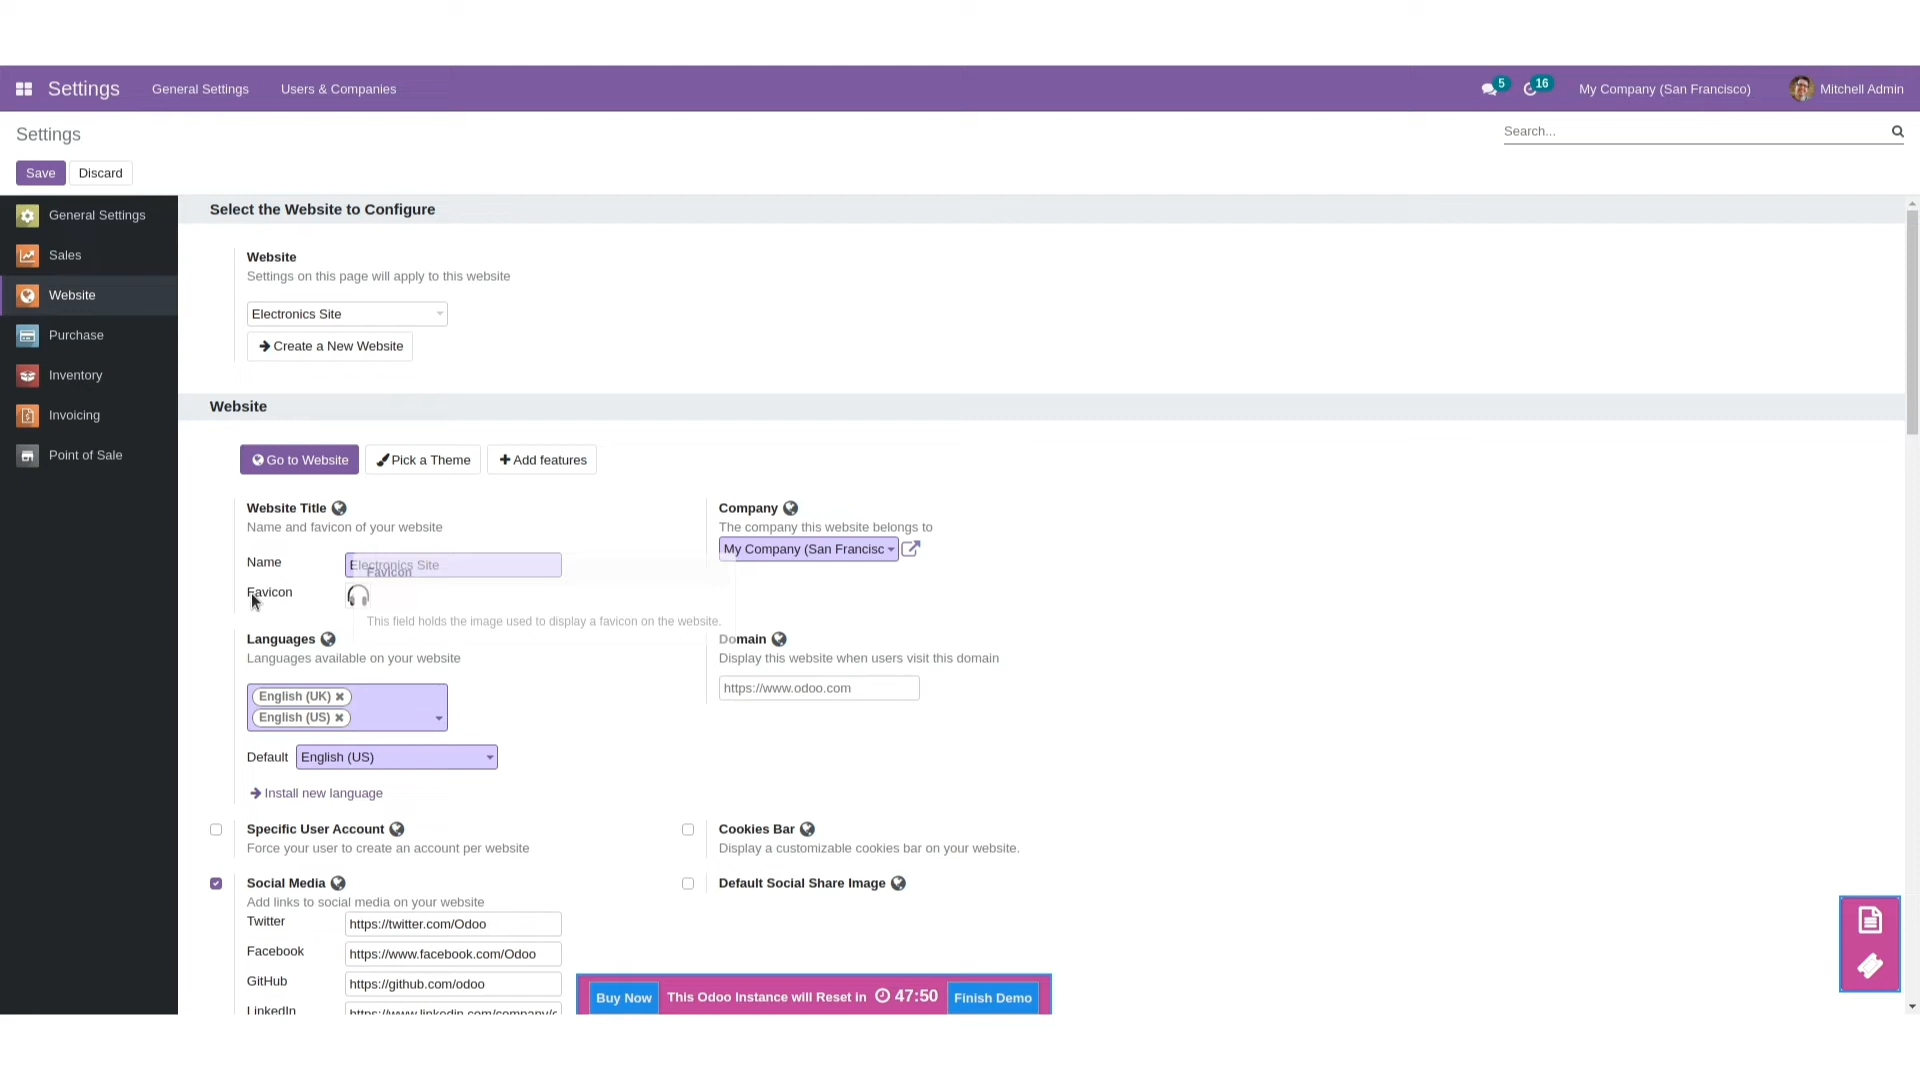 Settings General Settings Users & Companies 5 16 My Company (San Francisco) Mitchell Admin
Settings
Search...
Save Discard
General Settings
Sales
Website
Purchase
Inventory
Invoicing
Point of Sale
Select the Website to Configure
Website
Settings on this page will apply to this website
Electronics Site
Create a New Website
Website
Go to Website Pick a Theme Add features
Website Title
Name and favicon of your website
Name Electronics Site
Favicon
Favicon
This field holds the image used to display a favicon on the website.
Company
The company this website belongs to
My Company (San Francisc
Languages
Languages available on your website
English (UK)
English (US)
Default English (US)
Install new language
Domain
Display this website when users visit this domain
https://www.odoo.com
Specific User Account
Force your user to create an account per website
Cookies Bar
Display a customizable cookies bar on your website.
Social Media
Add links to social media on your website
Twitter https://twitter.com/Odoo
Facebook https://www.facebook.com/Odoo
GitHub https://github.com/odoo
LinkedIn https://www.linkedin.com/company/
Default Social Share Image
Buy Now This Odoo Instance will Reset in 47:50 Finish Demo